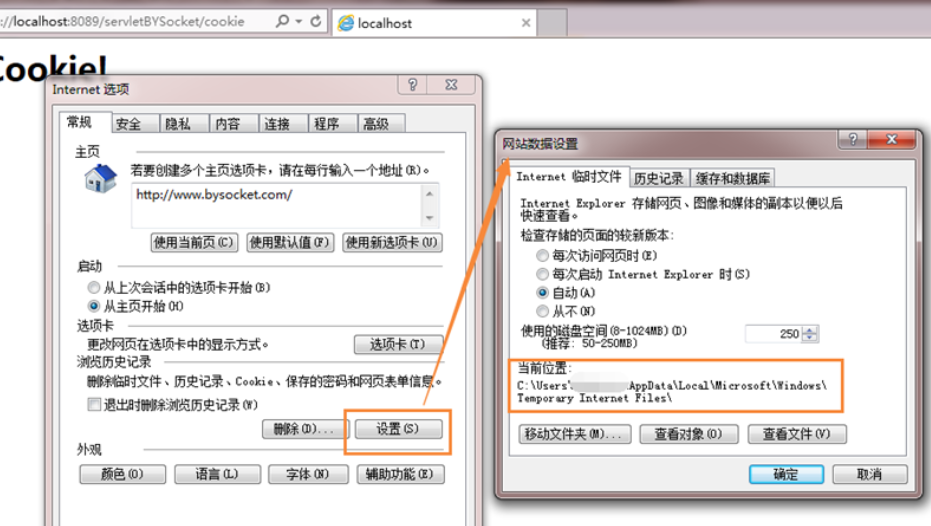 ://localhost:8089/servletBYSocket/cookie
localhost
Cookie!
Internet 选项
常规 安全 隐私 内容 连接 程序 高级
主页
若要创建多个主页选项卡，请在每行输入一个地址(R)。
http://www.bysocket.com/
使用当前页(C) 使用默认值(F) 使用新选项卡(U)
启动
从上次会话中的选项卡开始(B)
从主页开始(H)
选项卡
更改网页在选项卡中的显示方式。 选项卡(T)
浏览历史记录
删除临时文件、历史记录、Cookie、保存的密码和网页表单信息。
退出时删除浏览历史记录(W)
删除(D)... 设置(S)
外观
颜色(O) 语言(L) 字体(N) 辅助功能(E)
网站数据设置
Internet 临时文件 历史记录 缓存和数据库
Internet Explorer 存储网页、图像和媒体的副本以便以后
快速查看。
检查存储的页面的较新版本:
每次访问网页时(E)
每次启动 Internet Explorer 时(S)
自动(A)
从不(N)
使用的磁盘空间(8-1024MB)(D) 250
(推荐: 50-250MB)
当前位置:
C:\Users\ AppData\Local\Microsoft\Windows\
Temporary Internet Files\
移动文件夹(M)... 查看对象(O) 查看文件(V)
确定 取消